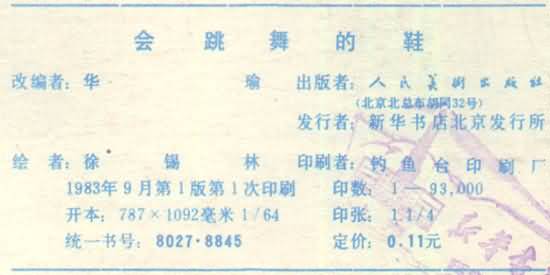 会跳舞的鞋
改编者：华瑜 出版者：人民美术出版社
（北京北总布胡同32号）
发行者：新华书店北京发行所
绘者：徐锡林 印刷者：钓鱼台印刷厂
1983年9月第1版第1次印刷 印数：1—93,000
开本：787×1092毫米1/64 印张：1 1/4
统一书号：8027·8845 定价：0.11元
新华书